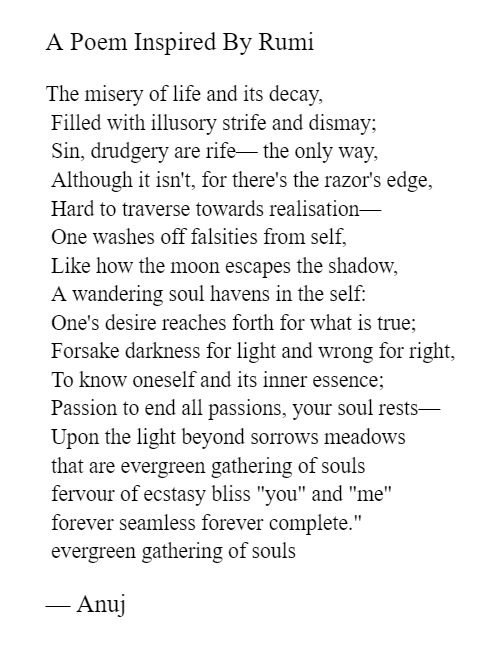 A Poem Inspired By Rumi
The misery of life and its decay,
Filled with illusory strife and dismay;
Sin, drudgery are rife— the only way,
Although it isn't, for there's the razor's edge,
Hard to traverse towards realisation—
One washes off falsities from self,
Like how the moon escapes the shadow,
A wandering soul havens in the self:
One's desire reaches forth for what is true;
Forsake darkness for light and wrong for right,
To know oneself and its inner essence;
Passion to end all passions, your soul rests—
Upon the light beyond sorrows meadows
that are evergreen gathering of souls
fervour of ecstasy bliss "you" and "me"
forever seamless forever complete."
evergreen gathering of souls
— Anuj